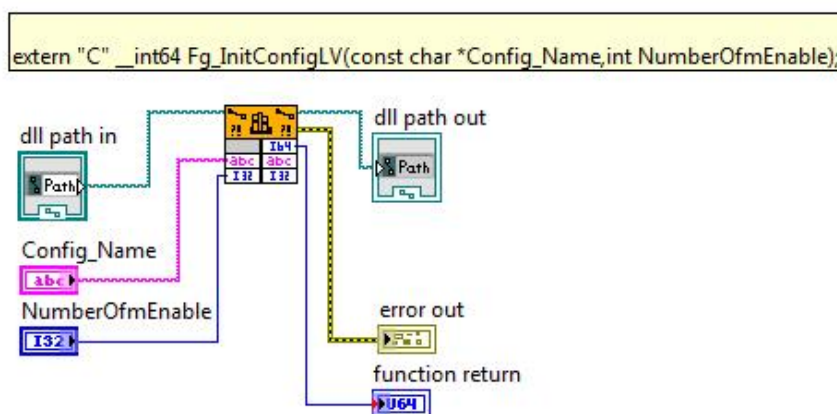 extern "C" __int64 Fg_InitConfigLV(const char *Config_Name,int NumberOfmEnable);
dll path in
dll path out
?! ?!
I64
abc abc
I32 I32
Path
Path
Config_Name
abc
NumberOfmEnable
I32
error out
function return
U64